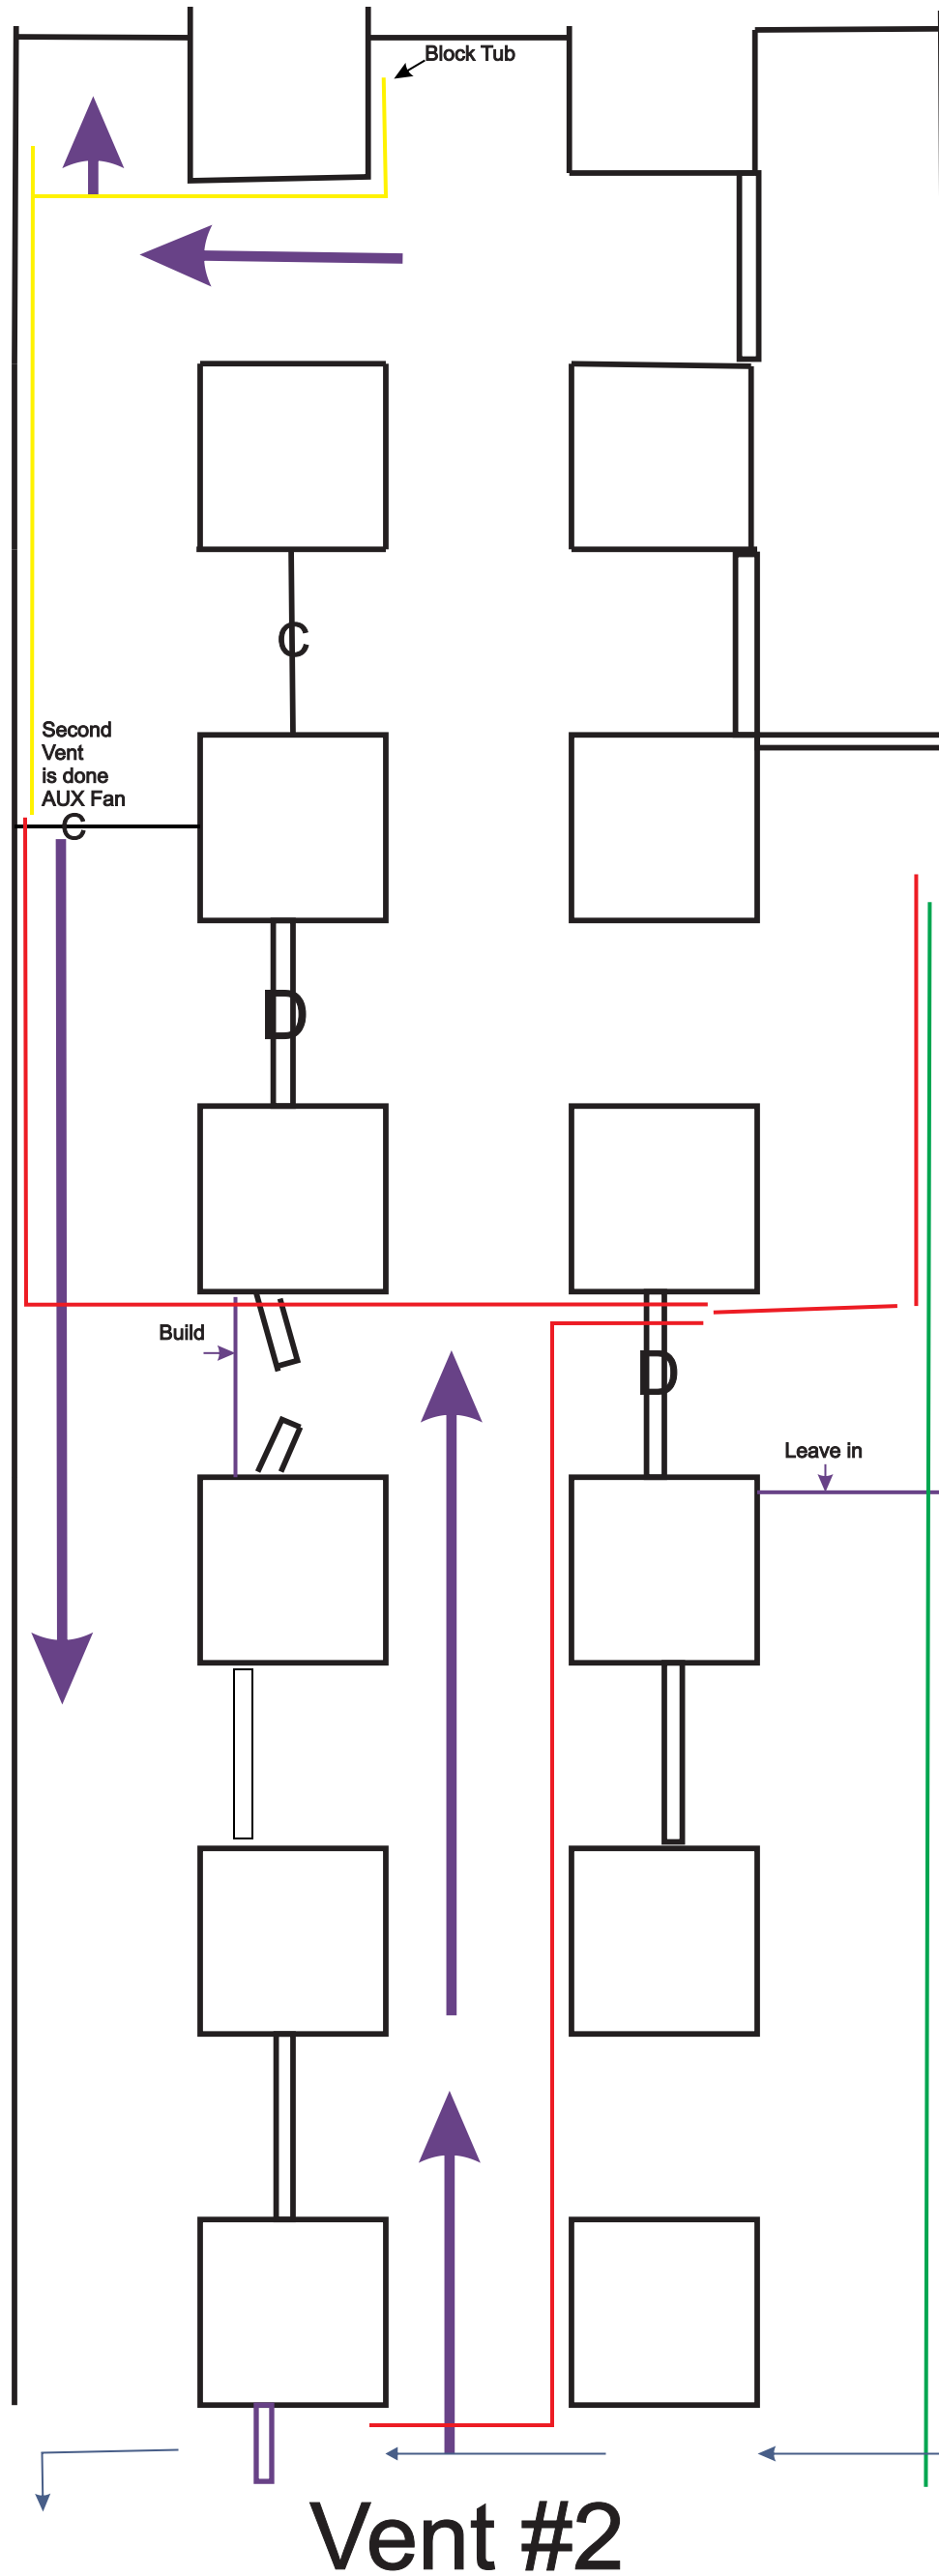 Block Tub
C
Second
Vent
is done
AUX Fan
C
D
Build
D
Leave in
Vent #2